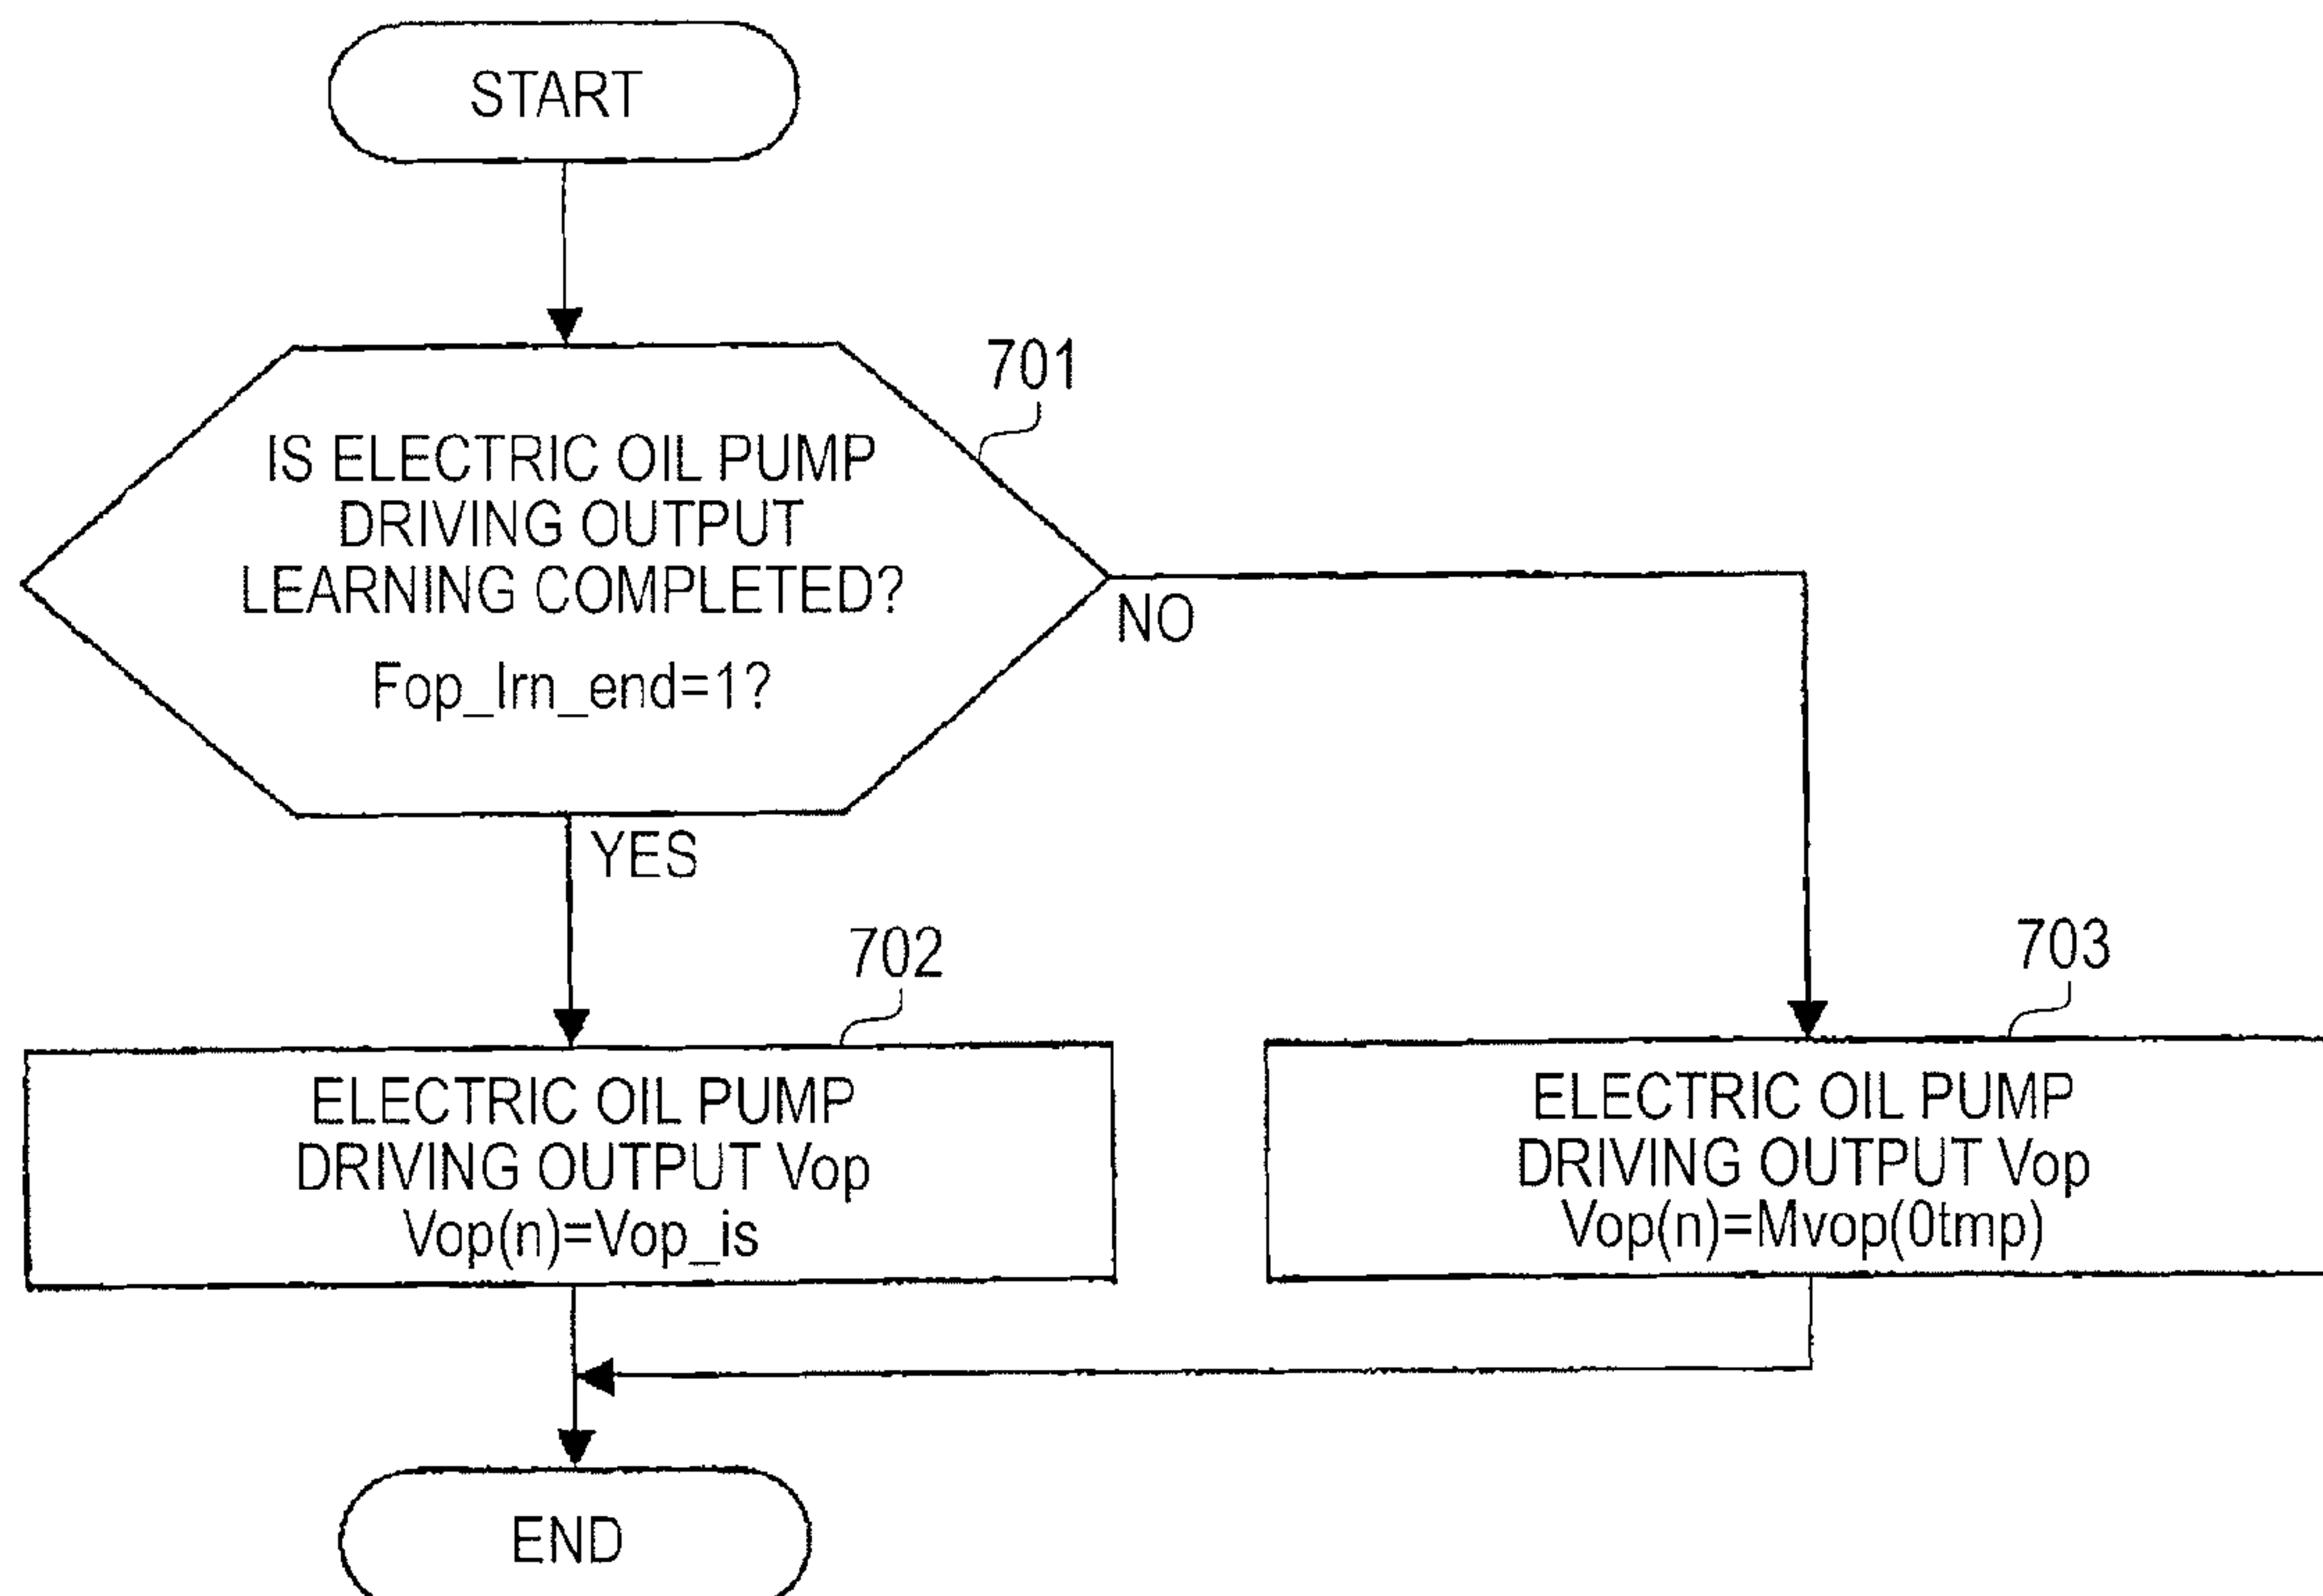 START
701
IS ELECTRIC OIL PUMP
DRIVING OUTPUT
LEARNING COMPLETED?
Fop_lrn_end=1?
NO
YES
702
ELECTRIC OIL PUMP
DRIVING OUTPUT Vop
Vop(n)=Vop_is
703
ELECTRIC OIL PUMP
DRIVING OUTPUT Vop
Vop(n)=Mvop(0tmp)
END